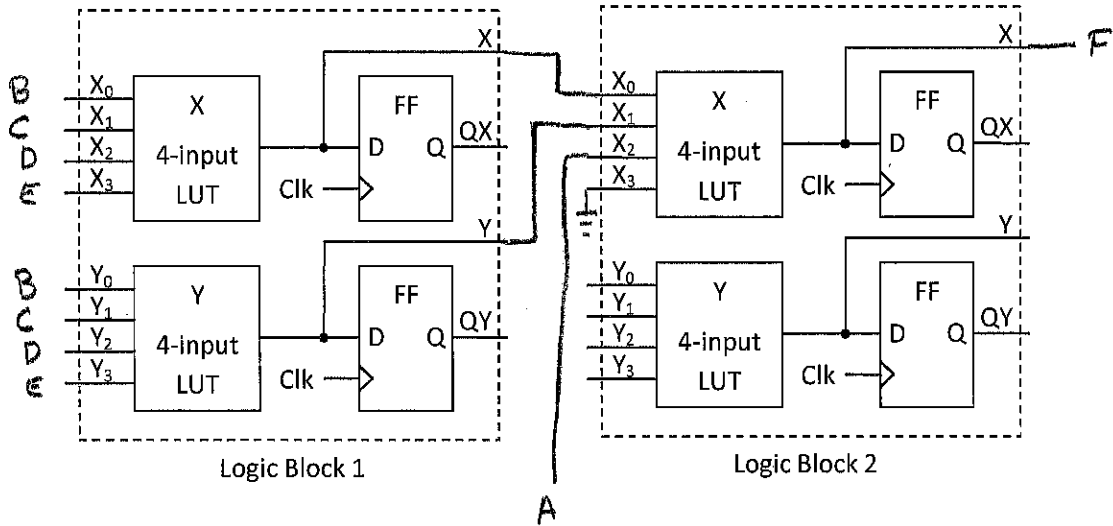 X
B X₀
C X₁
D X₂
E X₃
X
4-input
LUT
FF
D Q
Clk
QX
Y
B Y₀
C Y₁
D Y₂
E Y₃
Y
4-input
LUT
FF
D Q
Clk
QY
Logic Block 1
X F
X₀
X₁
X₂
X₃
X
4-input
LUT
FF
D Q
Clk
QX
Y
Y₀
Y₁
Y₂
Y₃
Y
4-input
LUT
FF
D Q
Clk
QY
Logic Block 2
A